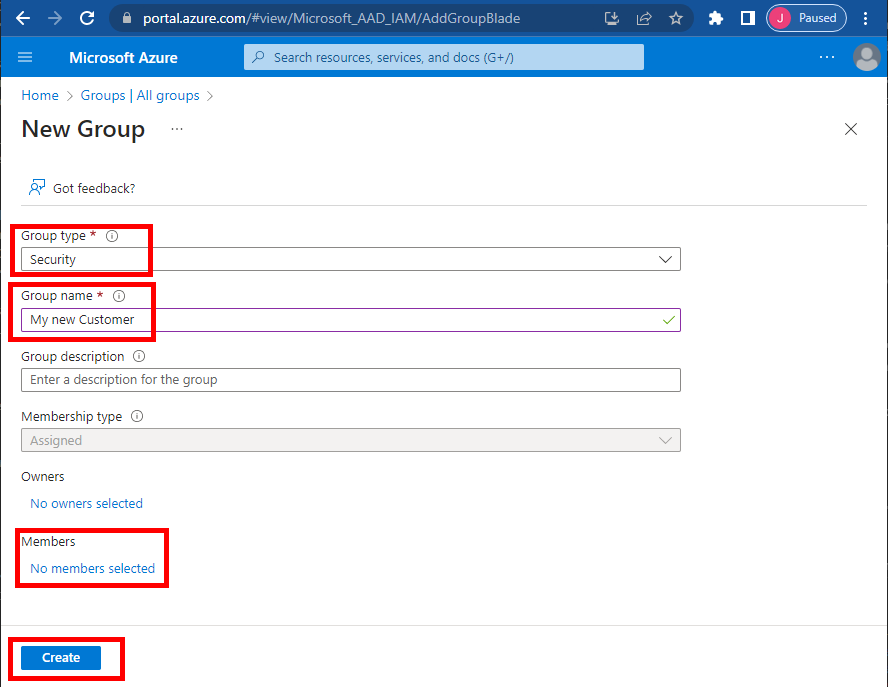 portal.azure.com/#view/Microsoft_AAD_IAM/AddGroupBlade
J Paused
Microsoft Azure
Search resources, services, and docs (G+/)
...
Home > Groups | All groups >
New Group ...
Got feedback?
Group type *
Security
Group name *
My new Customer
Group description
Enter a description for the group
Membership type
Assigned
Owners
No owners selected
Members
No members selected
Create